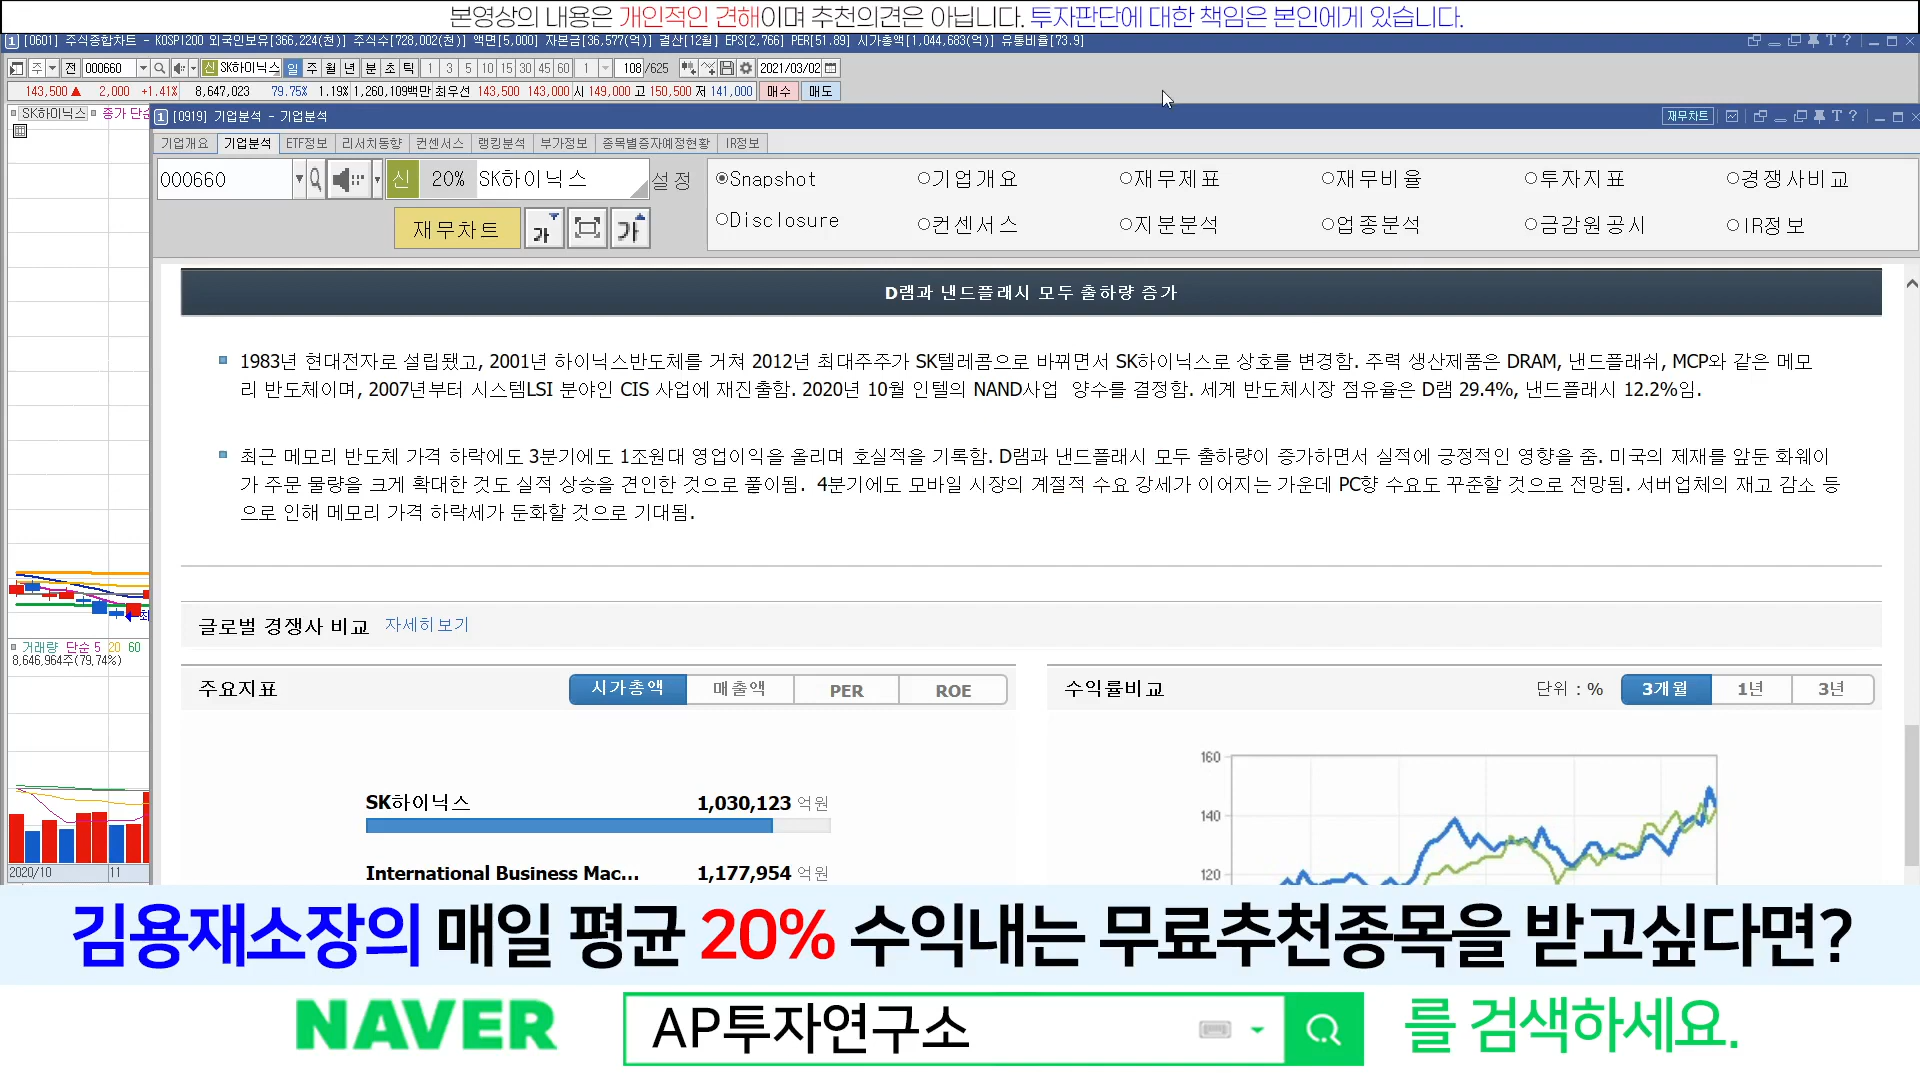 본영상의 내용은 개인적인 견해이며 추천의견은 아닙니다. 투자판단에 대한 책임은 본인에게 있습니다.
1 [0601] 주식종합차트 - KOSPI200 외국인보유[366,224(천)] 주식수[728,002(천)] 액면[5,000] 자본금[36,577(억)] 결산[12월] EPS[2,766] PER[51.89] 시가총액[1,044,683(억)] 유통비율[73.9] T ?
주 전 000660 신 SK하이닉스 일 주 월 년 분 초 틱 1 3 5 10 15 30 45 60 1 108 /625 2021/03/02
143,500 ▲ 2,000 +1.41% 8,647,023 79.75% 1.19% 1,260,109백만 최우선 143,500 143,000 시 149,000 고 150,500 저 141,000 매수 매도
SK하이닉스 종가 단순
1 [0919] 기업분석 - 기업분석 재무차트 T ?
기업개요 기업분석 ETF정보 리서치동향 컨센서스 랭킹분석 부가정보 종목별증자예정현황 IR정보
000660 신 20% SK하이닉스 설정
Snapshot 기업개요 재무제표 재무비율 투자지표 경쟁사비교
재무차트 가 가
Disclosure 컨센서스 지분분석 업종분석 금감원공시 IR정보
D램과 낸드플래시 모두 출하량 증가
1983년 현대전자로 설립됐고, 2001년 하이닉스반도체를 거쳐 2012년 최대주주가 SK텔레콤으로 바뀌면서 SK하이닉스로 상호를 변경함. 주력 생산제품은 DRAM, 낸드플래쉬, MCP와 같은 메모
리 반도체이며, 2007년부터 시스템LSI 분야인 CIS 사업에 재진출함. 2020년 10월 인텔의 NAND사업 양수를 결정함. 세계 반도체시장 점유율은 D램 29.4%, 낸드플래시 12.2%임.
최근 메모리 반도체 가격 하락에도 3분기에도 1조원대 영업이익을 올리며 호실적을 기록함. D램과 낸드플래시 모두 출하량이 증가하면서 실적에 긍정적인 영향을 줌. 미국의 제재를 앞둔 화웨이
가 주문 물량을 크게 확대한 것도 실적 상승을 견인한 것으로 풀이됨. 4분기에도 모바일 시장의 계절적 수요 강세가 이어지는 가운데 PC향 수요도 꾸준할 것으로 전망됨. 서버업체의 재고 감소 등
으로 인해 메모리 가격 하락세가 둔화할 것으로 기대됨.
글로벌 경쟁사 비교 자세히보기
거래량 단순 5 20 60
8,646,964주(79.74%)
주요지표 시가총액 매출액 PER ROE
수익률비교 단위 : % 3개월 1년 3년
160
140
120
SK하이닉스 1,030,123 억원
International Business Mac... 1,177,954 억원
2020/10 11
김용재소장의 매일 평균 20% 수익내는 무료추천종목을 받고싶다면?
NAVER AP투자연구소 를 검색하세요.